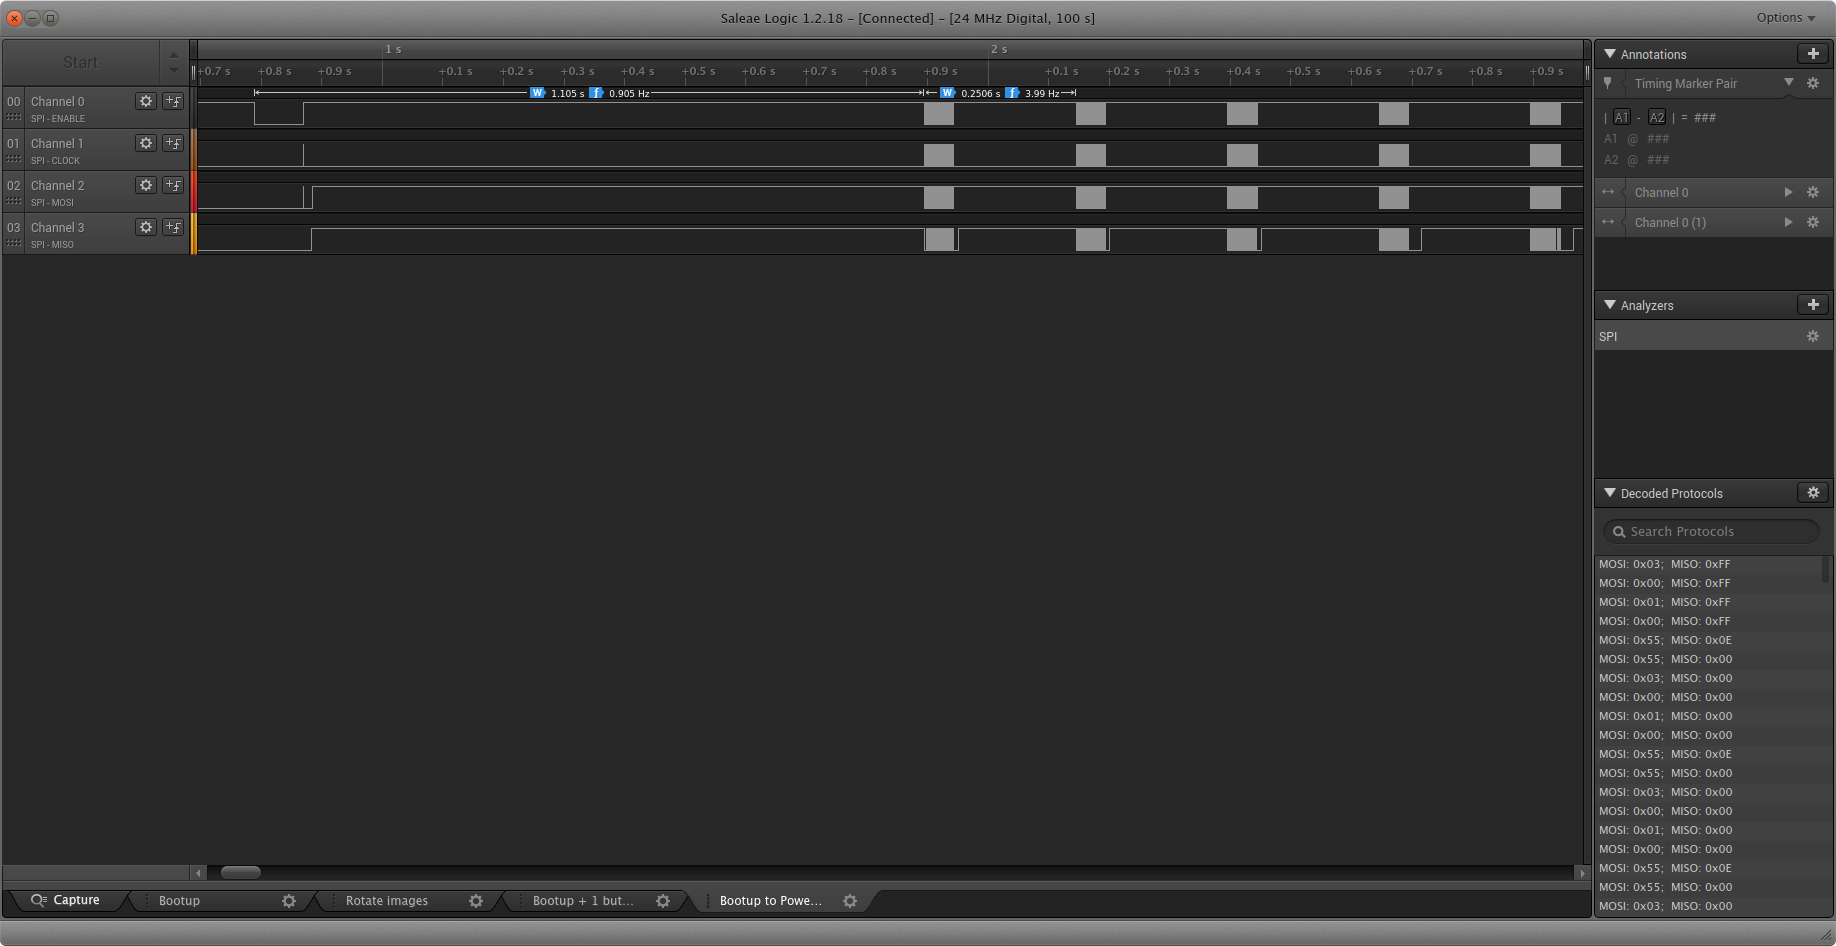 Saleae Logic 1.2.18 - [Connected] - [24 MHz Digital, 100 s]
Options
Start
1 s
2 s
+0.7 s +0.8 s +0.9 s +0.1 s +0.2 s +0.3 s +0.4 s +0.5 s +0.6 s +0.7 s +0.8 s +0.9 s +0.1 s +0.2 s +0.3 s +0.4 s +0.5 s +0.6 s +0.7 s +0.8 s +0.9 s
W 1.105 s f 0.905 Hz W 0.2506 s f 3.99 Hz
00 Channel 0
SPI - ENABLE
01 Channel 1
SPI - CLOCK
02 Channel 2
SPI - MOSI
03 Channel 3
SPI - MISO
Annotations
Timing Marker Pair
| A1 - A2 | = ###
A1 @ ###
A2 @ ###
Channel 0
Channel 0 (1)
Analyzers
SPI
Decoded Protocols
Search Protocols
MOSI: 0x03; MISO: 0xFF
MOSI: 0x00; MISO: 0xFF
MOSI: 0x01; MISO: 0xFF
MOSI: 0x00; MISO: 0xFF
MOSI: 0x55; MISO: 0x0E
MOSI: 0x55; MISO: 0x00
MOSI: 0x03; MISO: 0x00
MOSI: 0x00; MISO: 0x00
MOSI: 0x01; MISO: 0x00
MOSI: 0x00; MISO: 0x00
MOSI: 0x55; MISO: 0x0E
MOSI: 0x55; MISO: 0x00
MOSI: 0x03; MISO: 0x00
MOSI: 0x00; MISO: 0x00
MOSI: 0x01; MISO: 0x00
MOSI: 0x00; MISO: 0x00
MOSI: 0x55; MISO: 0x0E
MOSI: 0x55; MISO: 0x00
MOSI: 0x03; MISO: 0x00
Capture
Bootup
Rotate images
Bootup + 1 but...
Bootup to Powe...